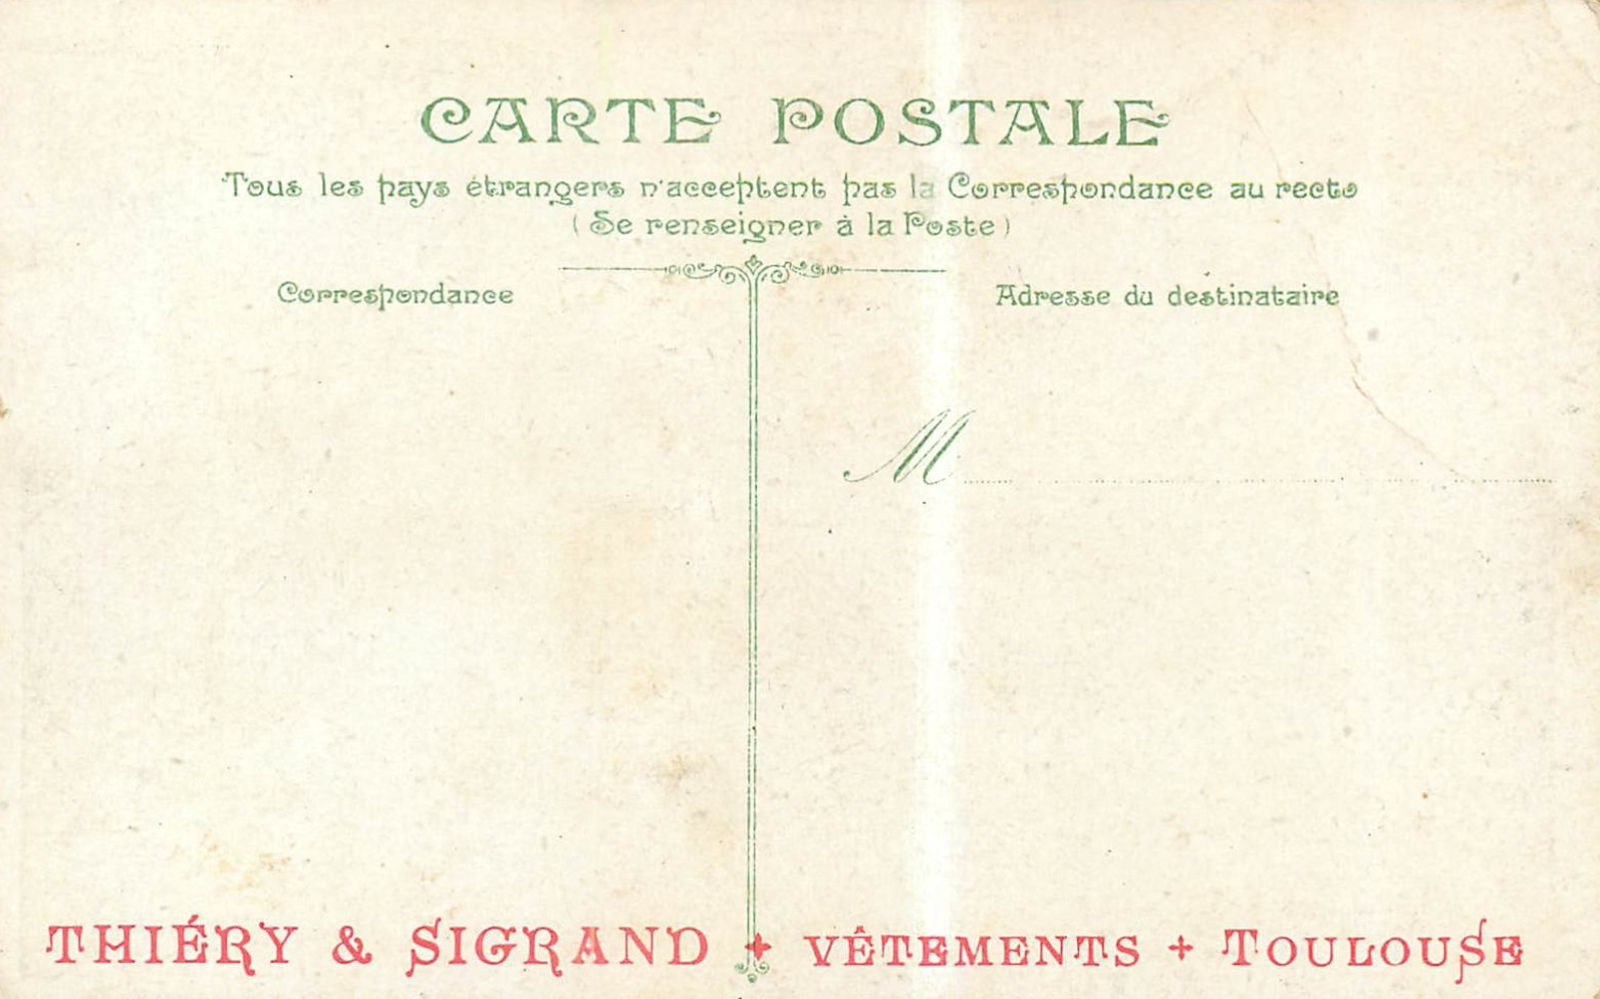 CARTE POSTALE
Tous les pays étrangers n'acceptent pas la Correspondance au recto
(Se renseigner à la Poste)
Correspondance
Adresse du destinataire
M
THIÉRY & SIGRAND + VÊTEMENTS + TOULOUSE